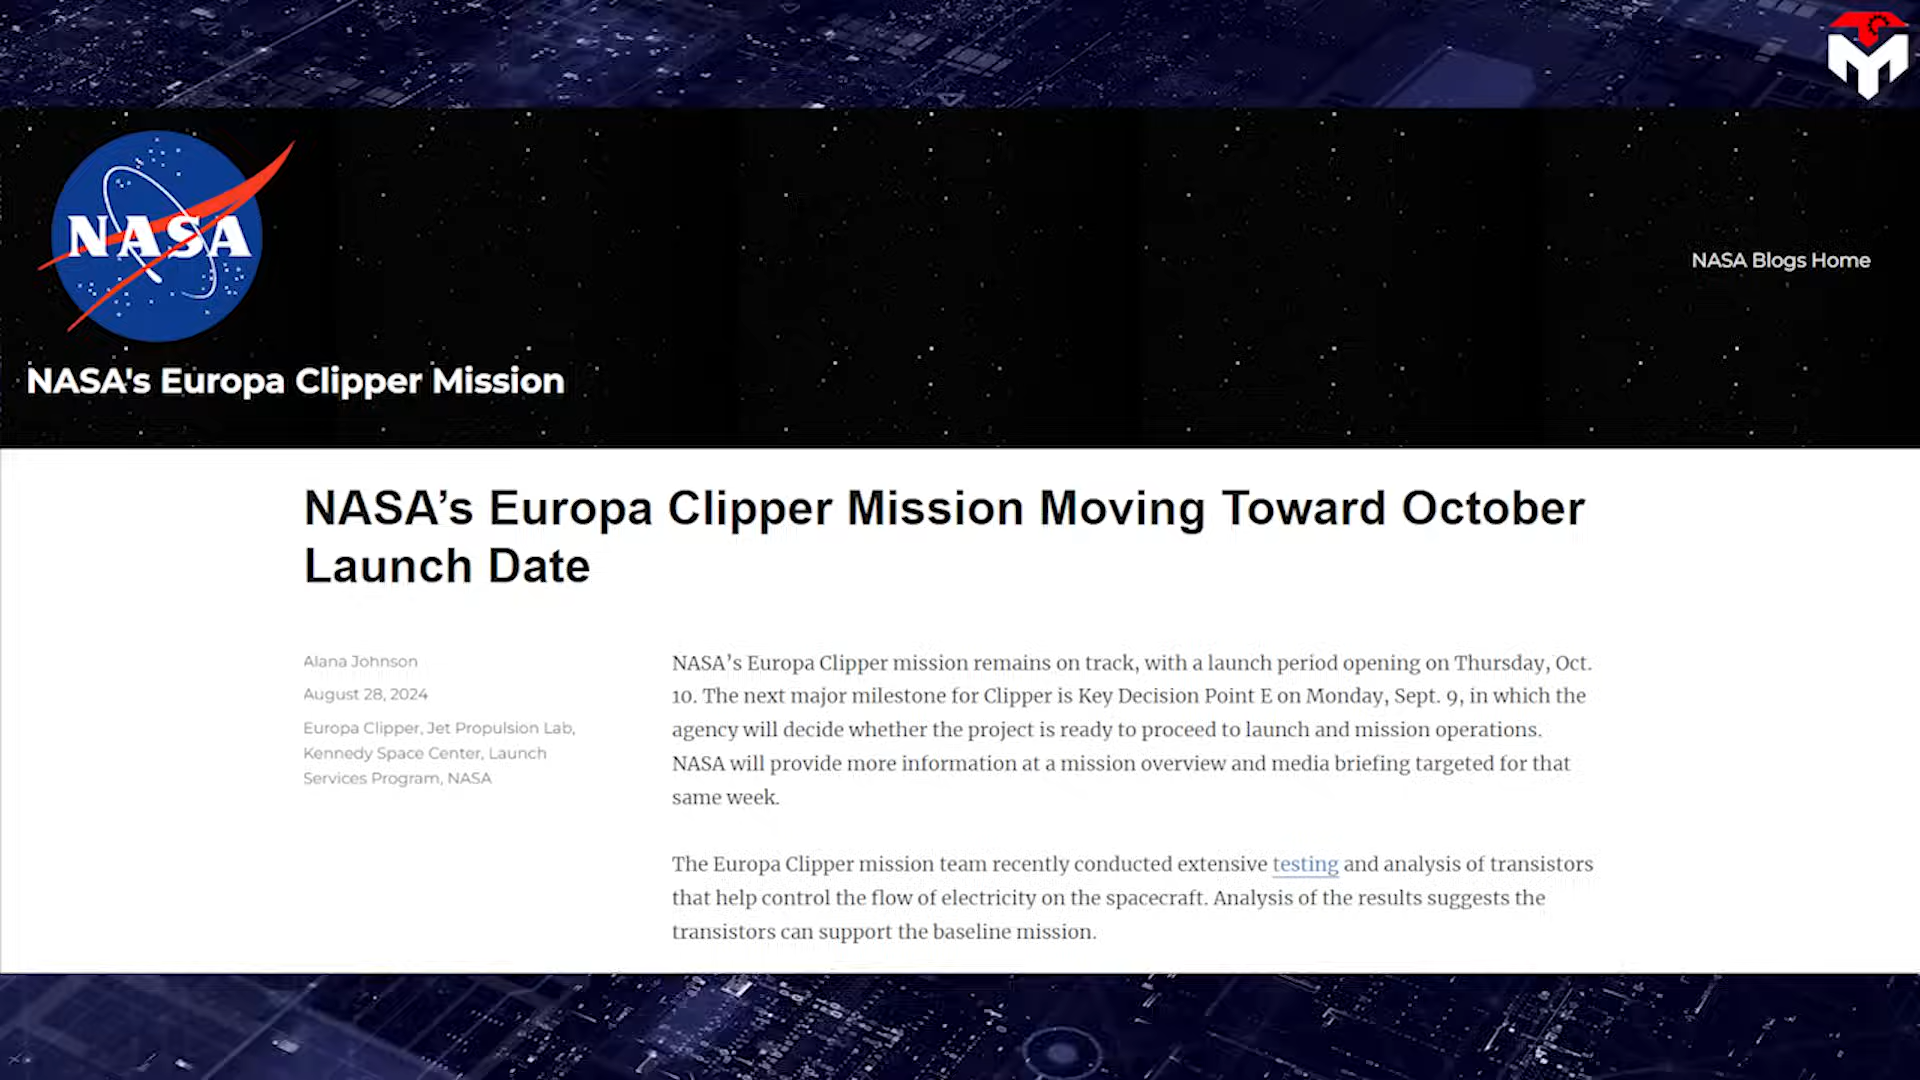 NASA
NASA Blogs Home
NASA's Europa Clipper Mission
NASA’s Europa Clipper Mission Moving Toward October
Launch Date
Alana Johnson
August 28, 2024
Europa Clipper, Jet Propulsion Lab,
Kennedy Space Center, Launch
Services Program, NASA
NASA’s Europa Clipper mission remains on track, with a launch period opening on Thursday, Oct.
10. The next major milestone for Clipper is Key Decision Point E on Monday, Sept. 9, in which the
agency will decide whether the project is ready to proceed to launch and mission operations.
NASA will provide more information at a mission overview and media briefing targeted for that
same week.
The Europa Clipper mission team recently conducted extensive testing and analysis of transistors
that help control the flow of electricity on the spacecraft. Analysis of the results suggests the
transistors can support the baseline mission.